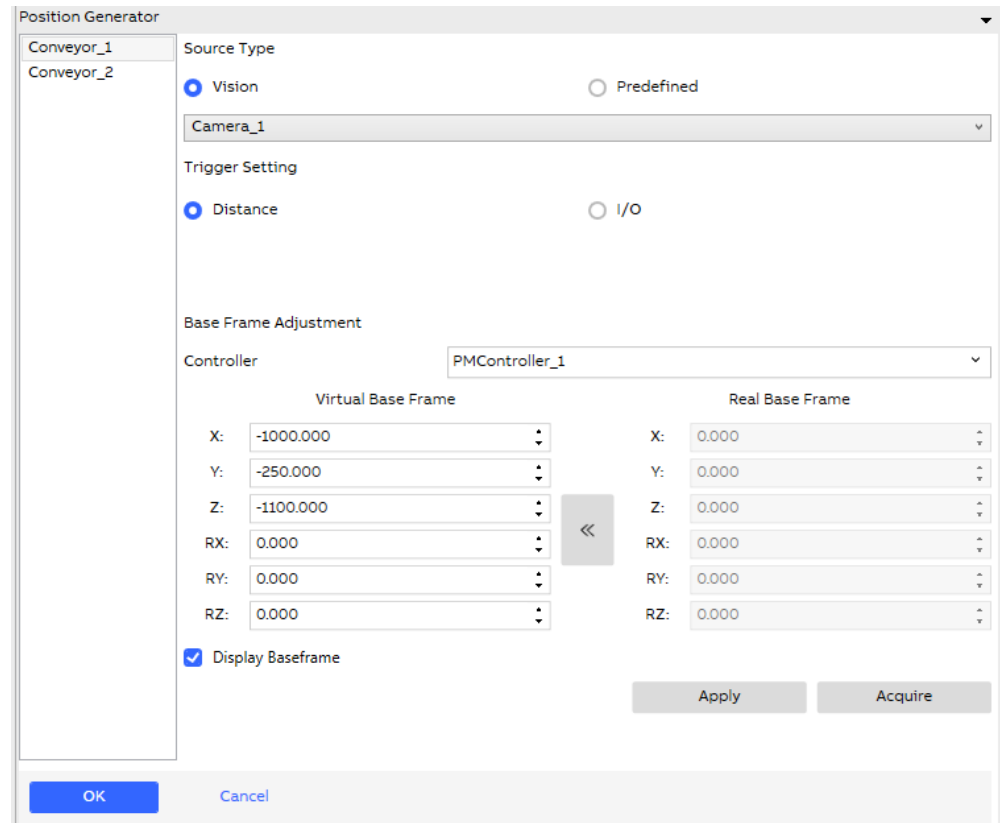 Position Generator
Conveyor_1
Conveyor_2
Source Type
Vision
Predefined
Camera_1
Trigger Setting
Distance
I/O
Base Frame Adjustment
Controller
PMController_1
Virtual Base Frame
Real Base Frame
X: -1000.000
X: 0.000
Y: -250.000
Y: 0.000
Z: -1100.000
Z: 0.000
RX: 0.000
RX: 0.000
RY: 0.000
RY: 0.000
RZ: 0.000
RZ: 0.000
«
Display Baseframe
Apply
Acquire
OK
Cancel